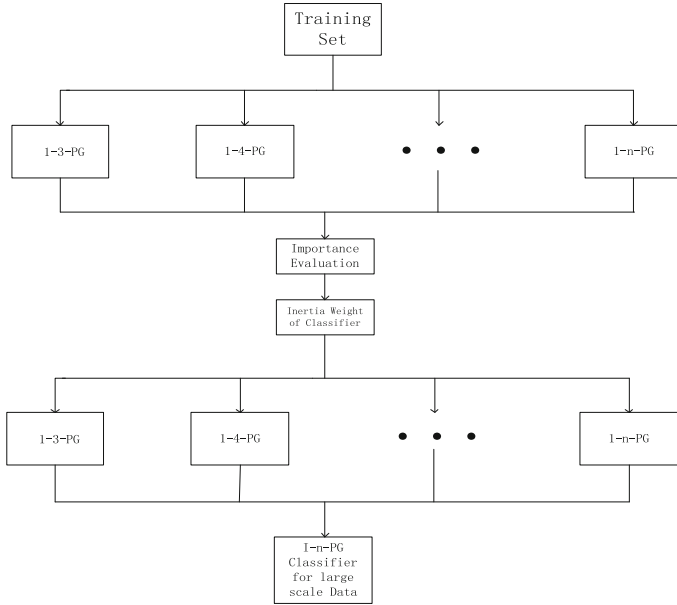 Training
Set
1-3-PG
1-4-PG
1-n-PG
Importance
Evaluation
Inertia Weight
of Classifier
1-3-PG
1-4-PG
1-n-PG
I-n-PG
Classifier
for large
scale Data